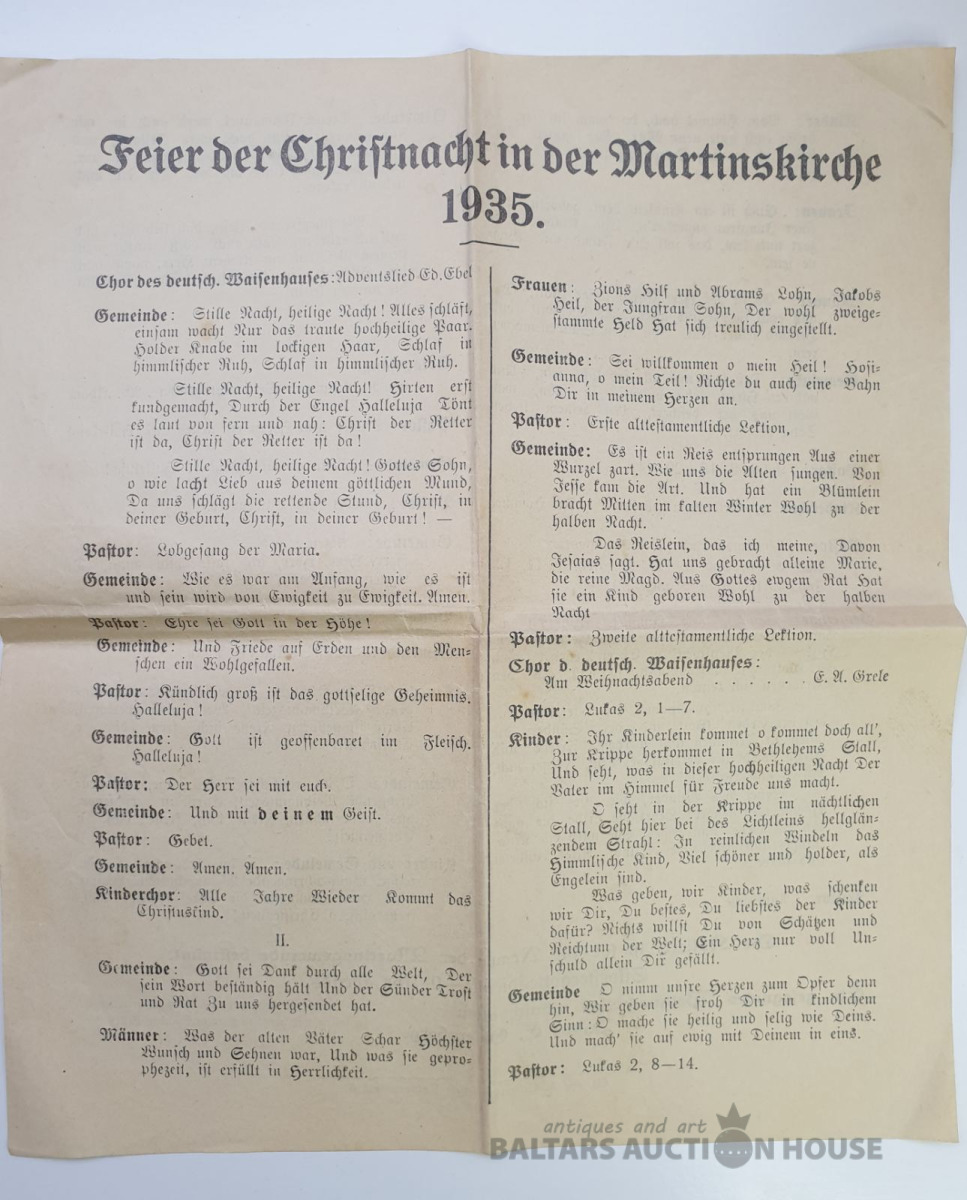 Feier der Christnacht in der Martinskirche
1935.
Chor des deutsch. Waisenhauses: Adventslied Ed. Ebel
Gemeinde: Stille Nacht, heilige Nacht! Alles schläft,
einsam wacht Nur das traute hochheilige Paar.
Holder Knabe im lockigen Haar, Schlaf in
himmlischer Ruh, Schlaf in himmlischer Ruh.
Stille Nacht, heilige Nacht! Hirten erst
kundgemacht, Durch der Engel Halleluja Tönt
es laut von fern und nah: Christ der Retter
ist da, Christ der Retter ist da!
Stille Nacht, heilige Nacht! Gottes Sohn,
o wie lacht Lieb aus deinem göttlichen Mund,
Da uns schlägt die rettende Stund, Christ, in
deiner Geburt, Christ, in deiner Geburt! —
Pastor: Lobgesang der Maria.
Gemeinde: Wie es war am Anfang, wie es ist
und sein wird von Ewigkeit zu Ewigkeit. Amen.
Pastor: Ehre sei Gott in der Höhe!
Gemeinde: Und Friede auf Erden und den Men-
schen ein Wohlgefallen.
Pastor: Kündlich groß ist das gottselige Geheimnis.
Halleluja!
Gemeinde: Gott ist geoffenbaret im Fleisch.
Halleluja!
Pastor: Der Herr sei mit euch.
Gemeinde: Und mit deinem Geist.
Pastor: Gebet.
Gemeinde: Amen. Amen.
Kinderchor: Alle Jahre Wieder Kommt das
Christuskind.
II.
Gemeinde: Gott sei Dank durch alle Welt, Der
sein Wort beständig hält Und der Sünder Trost
und Rat Zu uns hergesendet hat.
Männer: Was der alten Väter Schar Höchster
Wunsch und Sehnen war, Und was sie gepro-
phezeit, ist erfüllt in Herrlichkeit.
Frauen: Zions Hilf und Abrams Lohn, Jakobs
Heil, der Jungfrau Sohn, Der wohl zweige-
stammte Held Hat sich treulich eingestellt.
Gemeinde: Sei willkommen o mein Heil! Hosi-
anna, o mein Teil! Richte du auch eine Bahn
Dir in meinem Herzen an.
Pastor: Erste alttestamentliche Lektion,
Gemeinde: Es ist ein Reis entsprungen Aus einer
Wurzel zart. Wie uns die Alten sungen. Von
Jesse kam die Art. Und hat ein Blümlein
bracht Mitten im kalten Winter Wohl zn der
halben Nacht.
Das Reislein, das ich meine, Davon
Jesaias sagt. Hat uns gebracht alleine Marie,
die reine Magd. Aus Gottes ewgem Rat Hat
sie ein Kind geboren Wohl zu der halben
Nacht
Pastor: Zweite alttestamentliche Lektion.
Chor d. deutsch. Waisenhauses:
Am Weihnachtsabend . . . . . . E. A. Grele
Pastor: Lukas 2, 1—7.
Kinder: Ihr Kinderlein kommet o kommet doch all',
Zur Krippe herkommet in Bethlehems Stall,
Und seht, was in dieser hochheiligen Nacht Der
Vater im Himmel für Freude uns macht.
O seht in der Krippe im nächtlichen
Stall, Seht hier bei des Lichtleins hellglän-
zendem Strahl: In reinlichen Windeln das
Himmlische Kind, Viel schöner und holder, als
Engelein sind.
Was geben, wir Kinder, was schenken
wir Dir, Du bestes, Du liebstes der Kinder
dafür? Nichts willst Du von Schätzen und
Reichtum der Welt; Ein Herz nur voll Un-
schuld allein Dir gefällt.
Gemeinde O nimm unsre Herzen zum Opfer denn
hin, Wir geben sie froh Dir in kindlichem
Sinn: O mache sie heilig und selig wie Deins.
Und mach' sie auf ewig mit Deinem in eins.
Pastor: Lukas 2, 8—14.
antiques and art
BALTARS AUCTION HOUSE